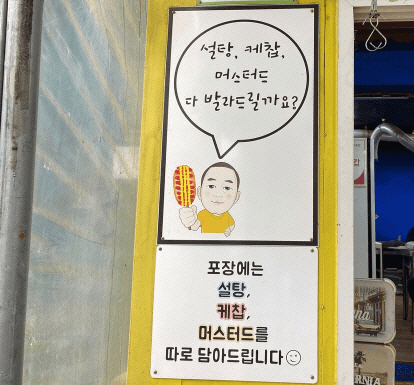 설탕, 케찹,
머스터드
다 발라드릴까요?
포장에는
설탕,
케찹,
머스터드를
따로 담아드립니다